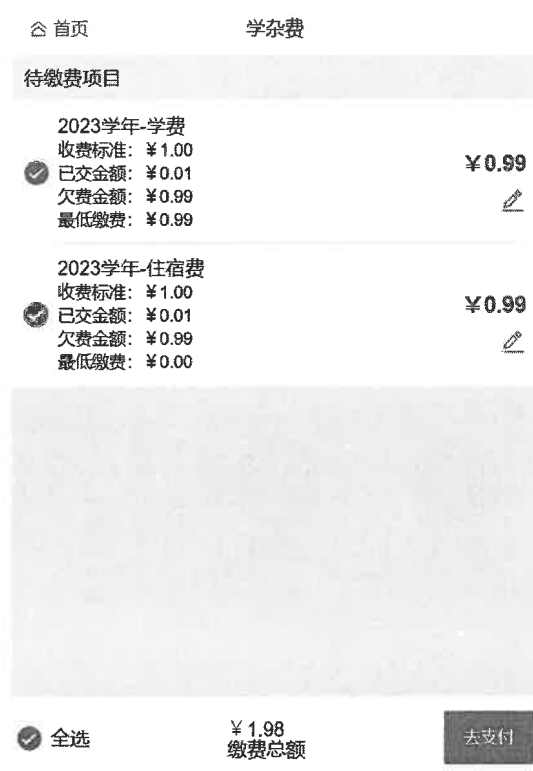 首页 学杂费
待缴费项目
2023学年-学费
收费标准：￥1.00
已交金额：￥0.01
欠费金额：￥0.99
最低缴费：￥0.99
￥0.99
2023学年-住宿费
收费标准：￥1.00
已交金额：￥0.01
欠费金额：￥0.99
最低缴费：￥0.00
￥0.99
全选
￥1.98
缴费总额
去支付